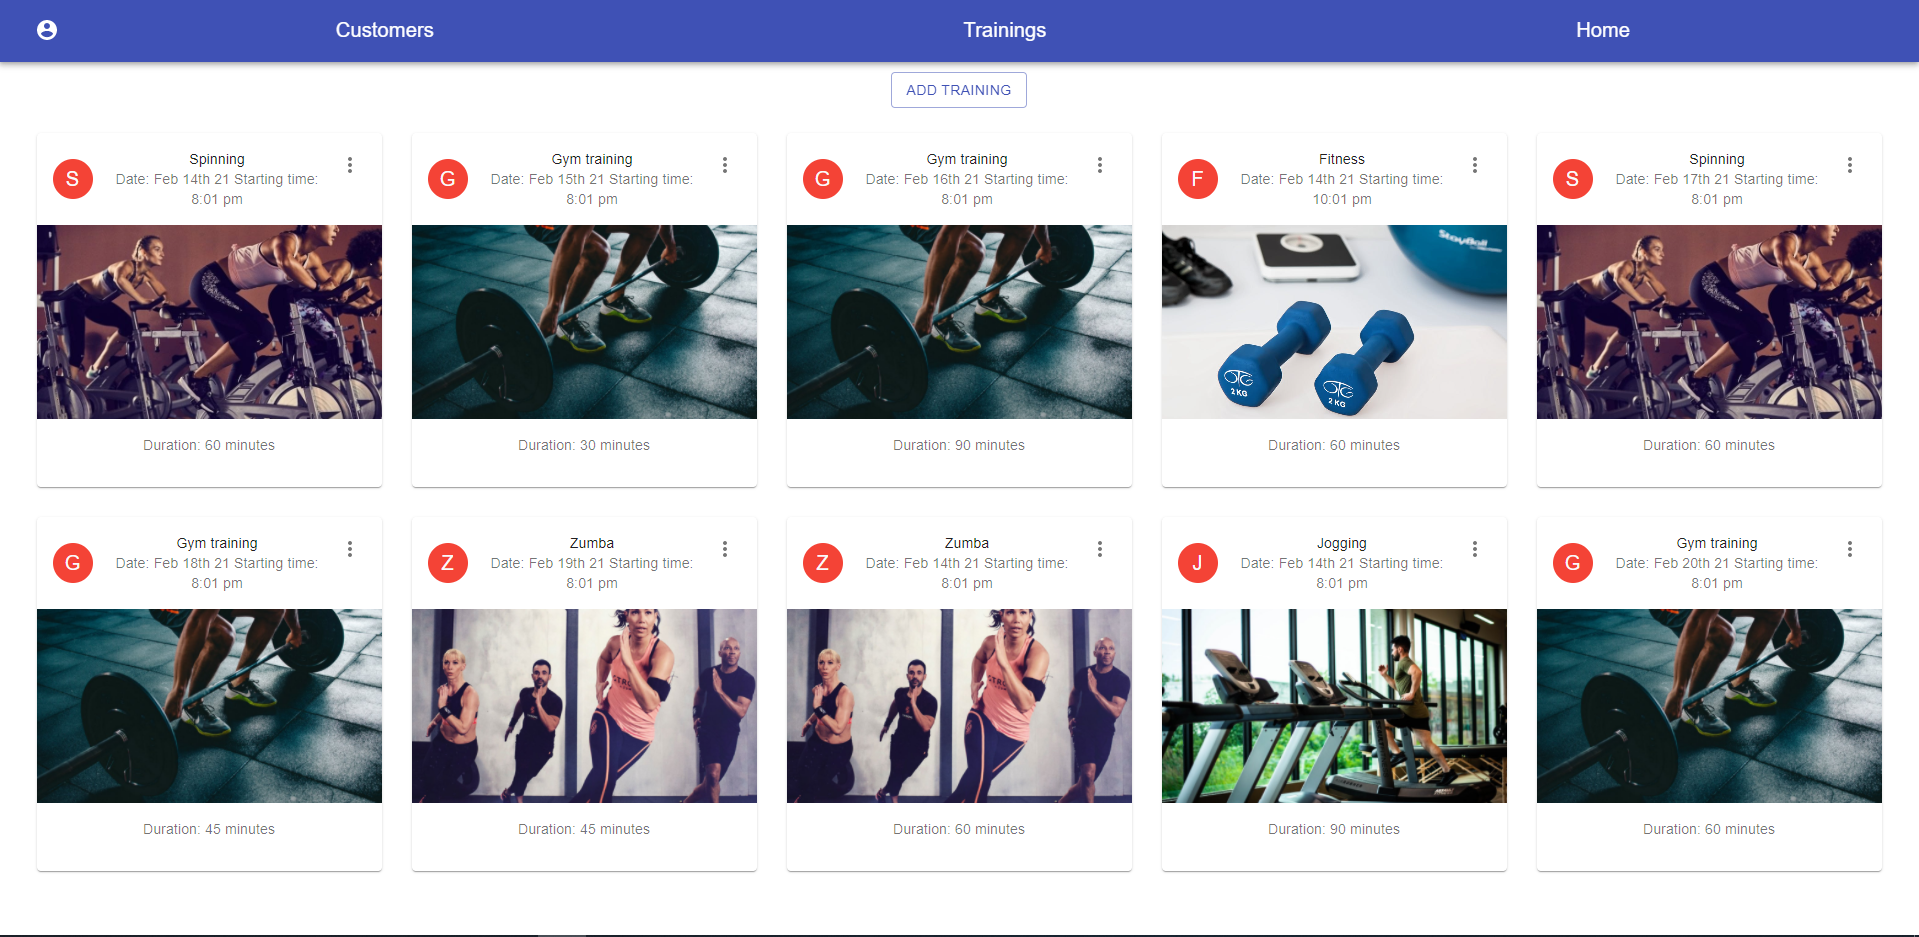 Customers
Trainings
Home
ADD TRAINING
S
Spinning
Date: Feb 14th 21 Starting time:
8:01 pm
Duration: 60 minutes
G
Gym training
Date: Feb 15th 21 Starting time:
8:01 pm
Duration: 30 minutes
G
Gym training
Date: Feb 16th 21 Starting time:
8:01 pm
Duration: 90 minutes
F
Fitness
Date: Feb 14th 21 Starting time:
10:01 pm
StayBall
OTG
2 KG
OTG
2 KG
Duration: 60 minutes
S
Spinning
Date: Feb 17th 21 Starting time:
8:01 pm
Duration: 60 minutes
G
Gym training
Date: Feb 18th 21 Starting time:
8:01 pm
Duration: 45 minutes
Z
Zumba
Date: Feb 19th 21 Starting time:
8:01 pm
Duration: 45 minutes
Z
Zumba
Date: Feb 14th 21 Starting time:
8:01 pm
Duration: 60 minutes
J
Jogging
Date: Feb 14th 21 Starting time:
8:01 pm
Duration: 90 minutes
G
Gym training
Date: Feb 20th 21 Starting time:
8:01 pm
Duration: 60 minutes